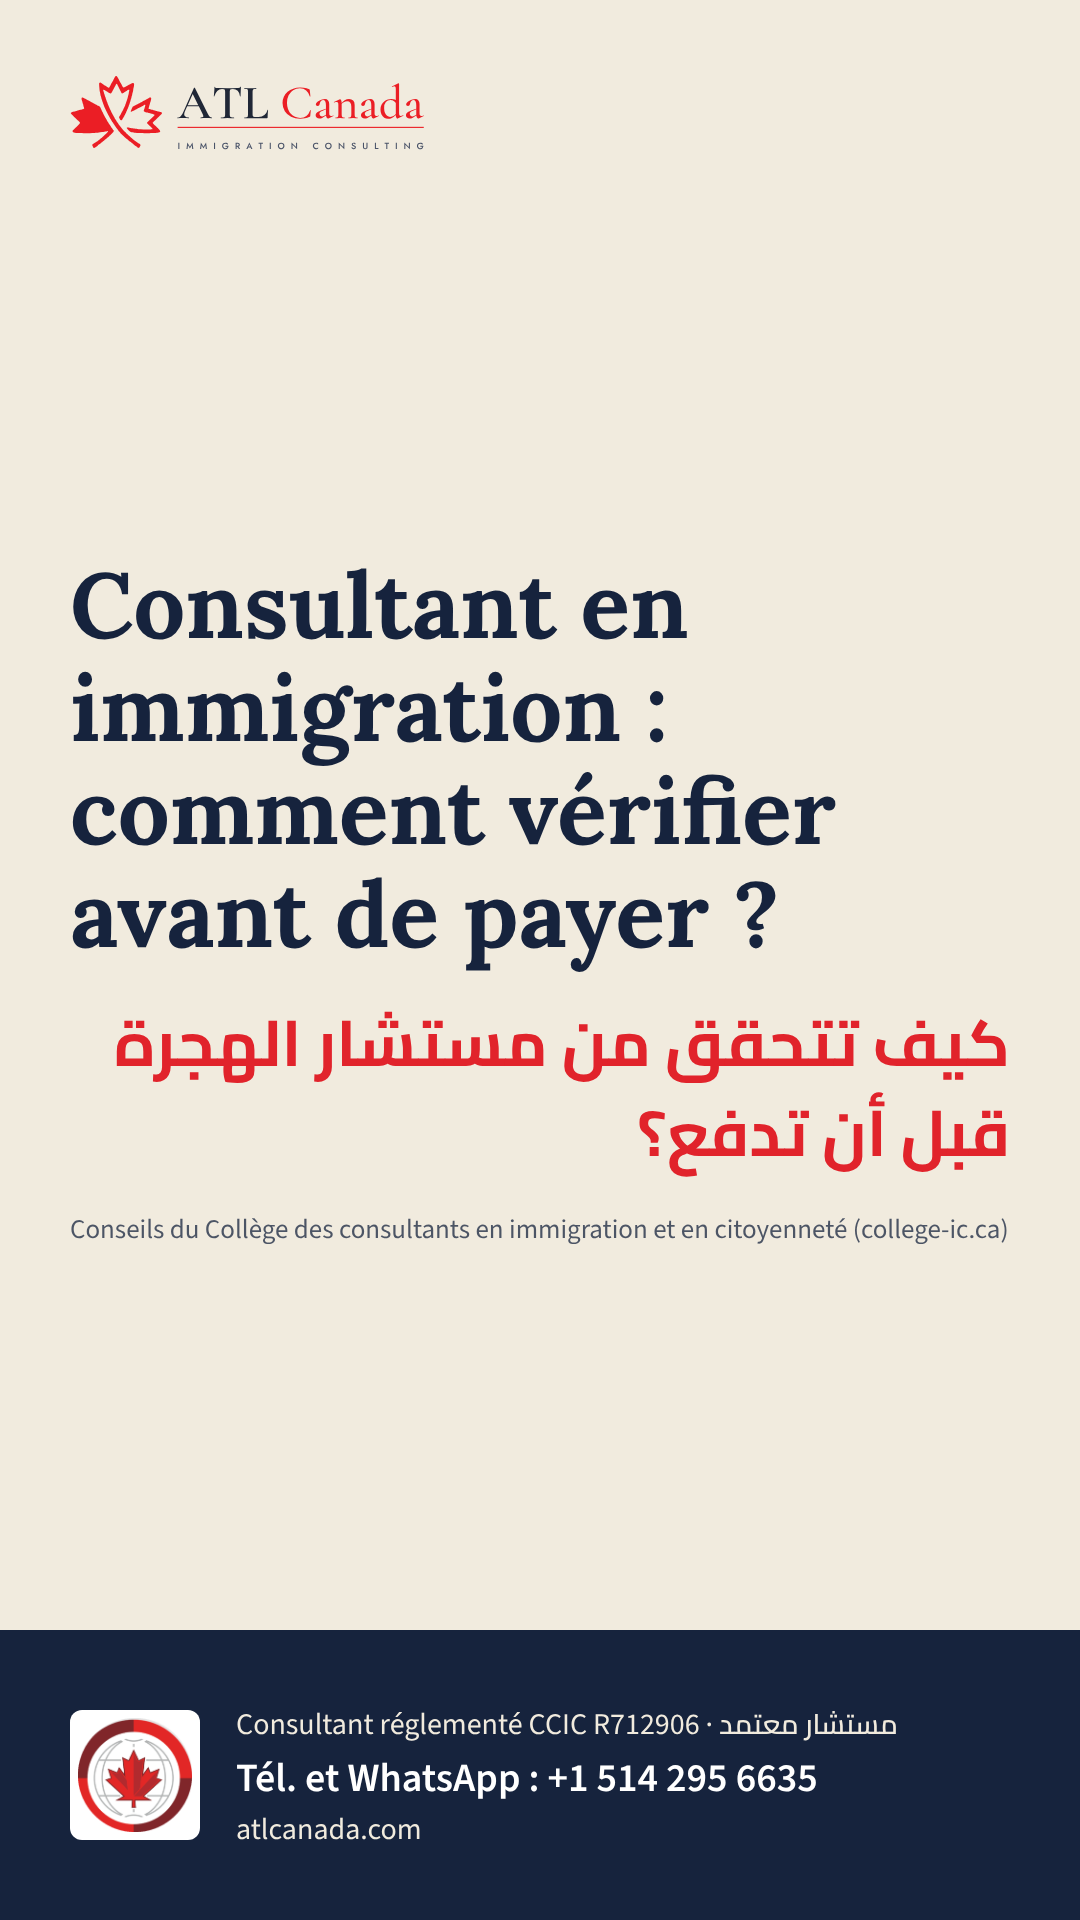 ATL Canada
IMMIGRATION CONSULTING
Consultant en
immigration :
comment vérifier
avant de payer ?
كيف تتحقق من مستشار الهجرة
قبل أن تدفع؟
Conseils du Collège des consultants en immigration et en citoyenneté (college-ic.ca)
Consultant réglementé CCIC R712906 · مستشار معتمد
Tél. et WhatsApp : +1 514 295 6635
atlcanada.com